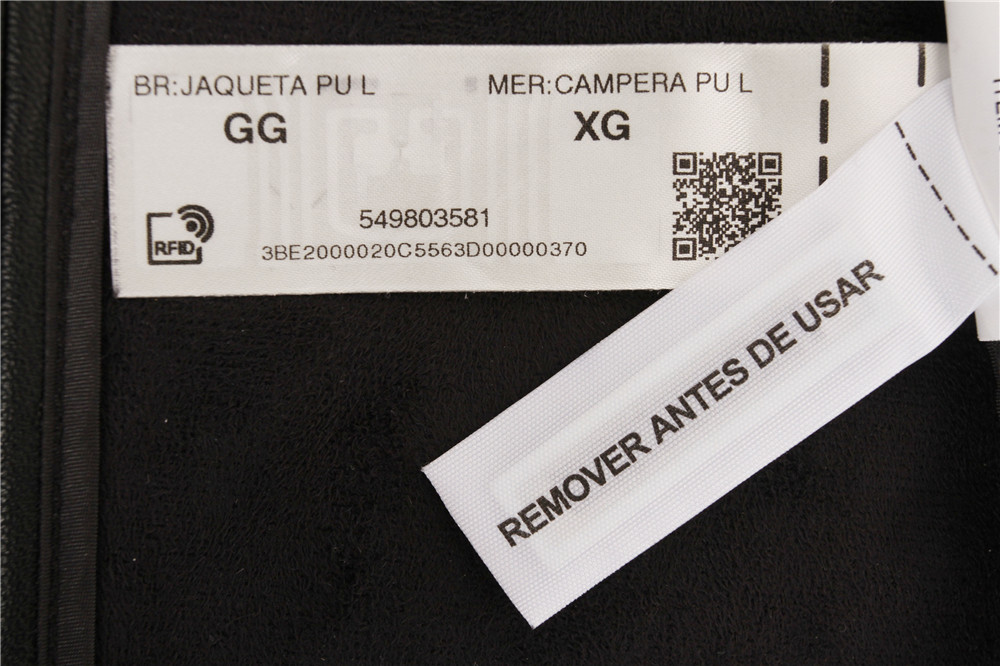 BR:JAQUETA PU L
MER:CAMPERA PU L
GG
XG
RFID
549803581
3BE2000020C5563D00000370
REMOVER ANTES DE USAR